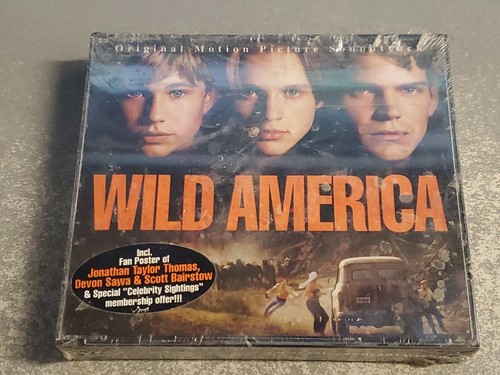 Original Motion Picture Soundtrack
WILD AMERICA
Incl.
Fan Poster of
Jonathan Taylor Thomas,
Devon Sawa & Scott Bairstow
& Special "Celebrity Sightings"
membership offer!!!